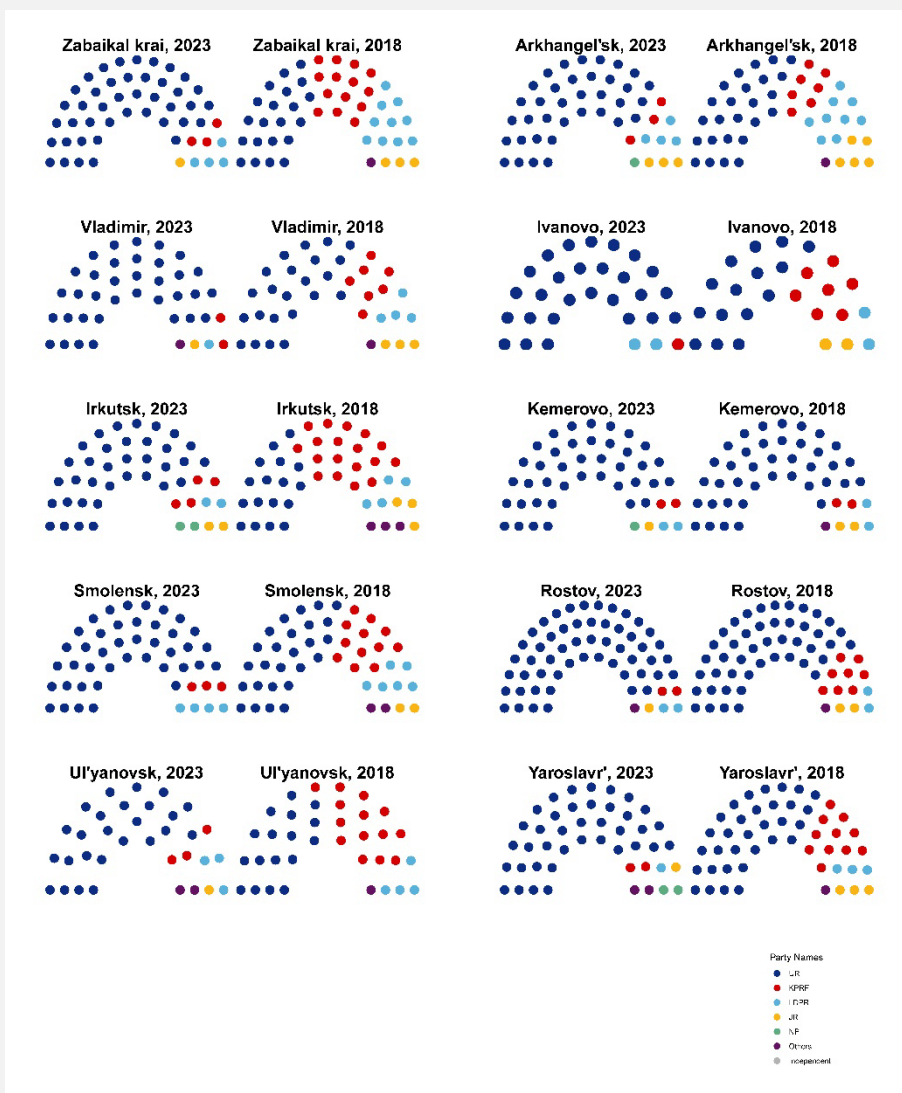 Zabaikal krai, 2023
Zabaikal krai, 2018
Arkhangel'sk, 2023
Arkhangel'sk, 2018
Vladimir, 2023
Vladimir, 2018
Ivanovo, 2023
Ivanovo, 2018
Irkutsk, 2023
Irkutsk, 2018
Kemerovo, 2023
Kemerovo, 2018
Smolensk, 2023
Smolensk, 2018
Rostov, 2023
Rostov, 2018
Ul'yanovsk, 2023
Ul'yanovsk, 2018
Yaroslavr', 2023
Yaroslavr', 2018
Party Names
UR
KPRF
LDPR
JR
NP
Others
Independent